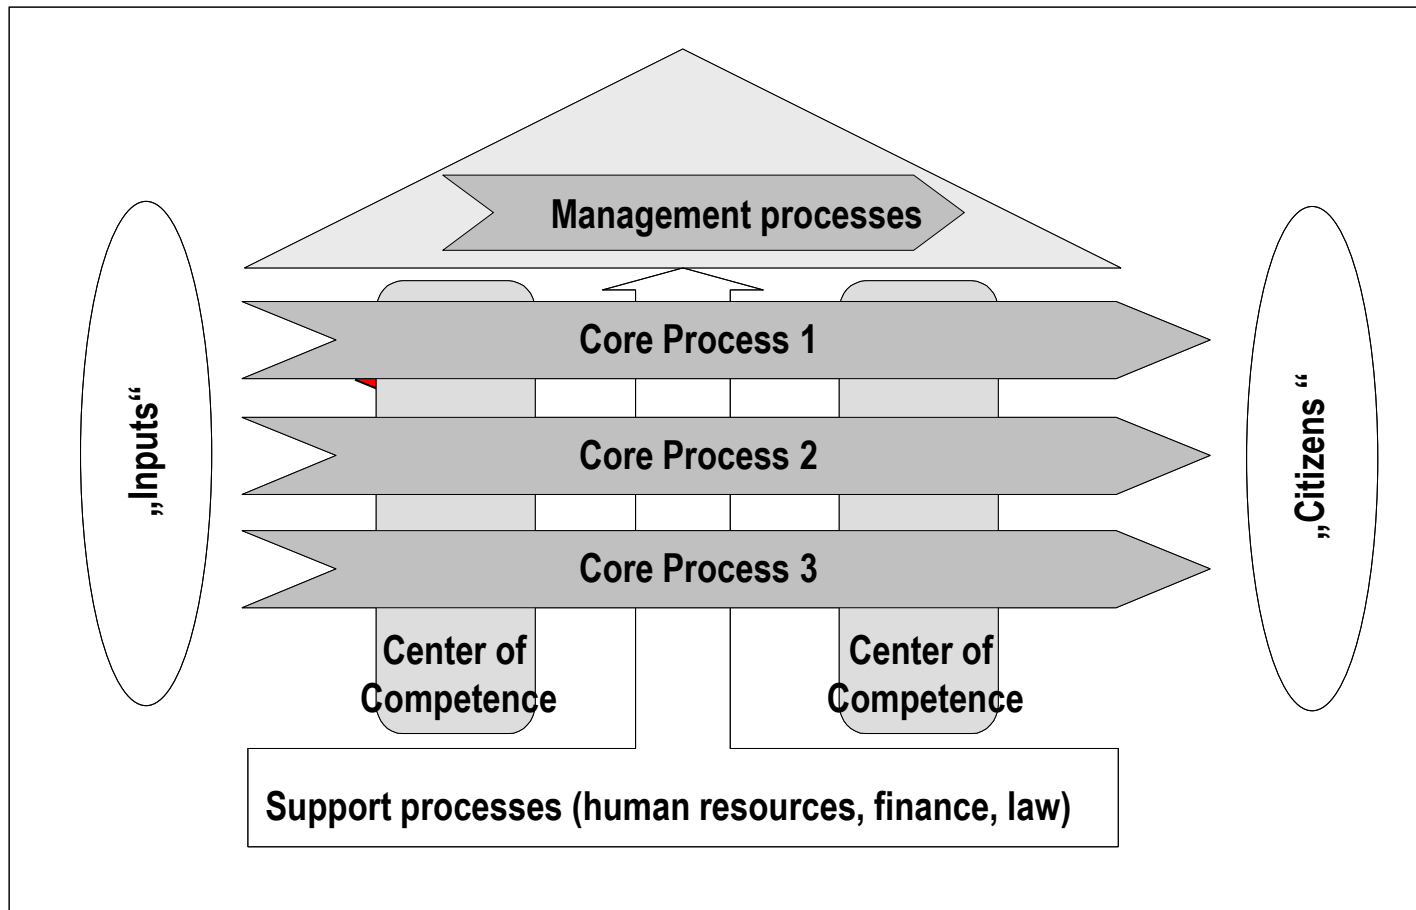 Management processes
Core Process 1
Core Process 2
Core Process 3
„Inputs“
„Citizens “
Center of
Competence
Center of
Competence
Support processes (human resources, finance, law)